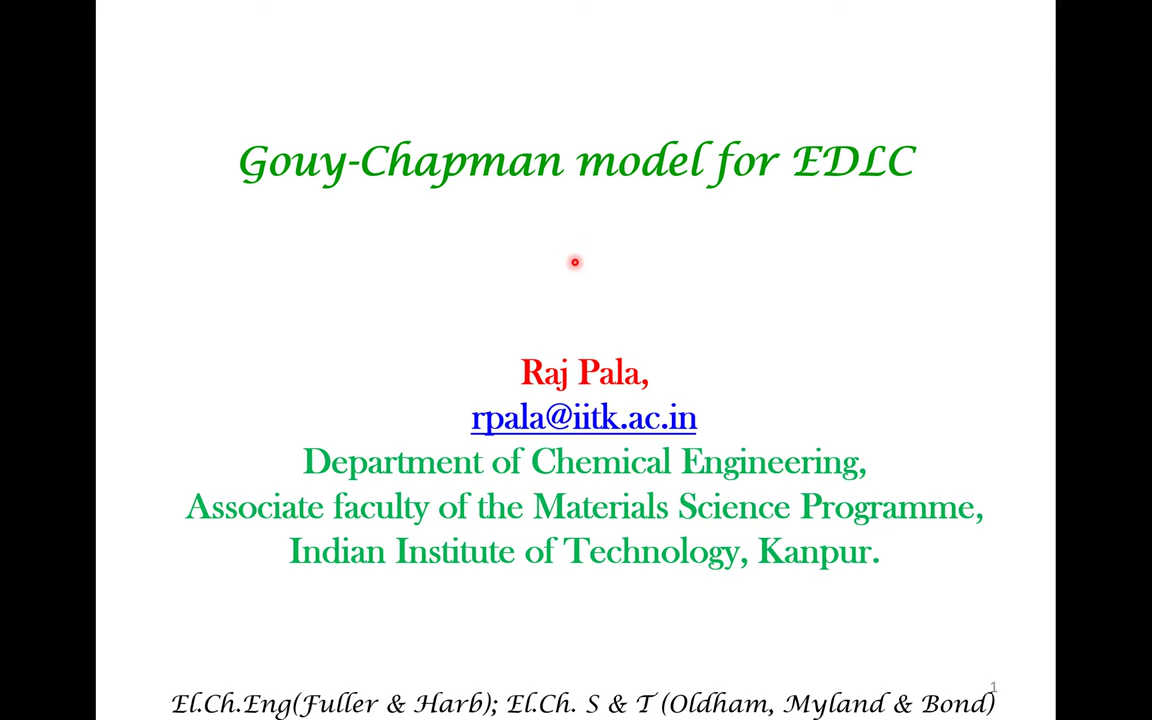 Gouy-Chapman model for EDLC
Raj Pala,
rpala@iitk.ac.in
Department of Chemical Engineering,
Associate faculty of the Materials Science Programme,
Indian Institute of Technology, Kanpur.
1
El.Ch.Eng(Fuller & Harb); El.Ch. S & T (Oldham, Myland & Bond)